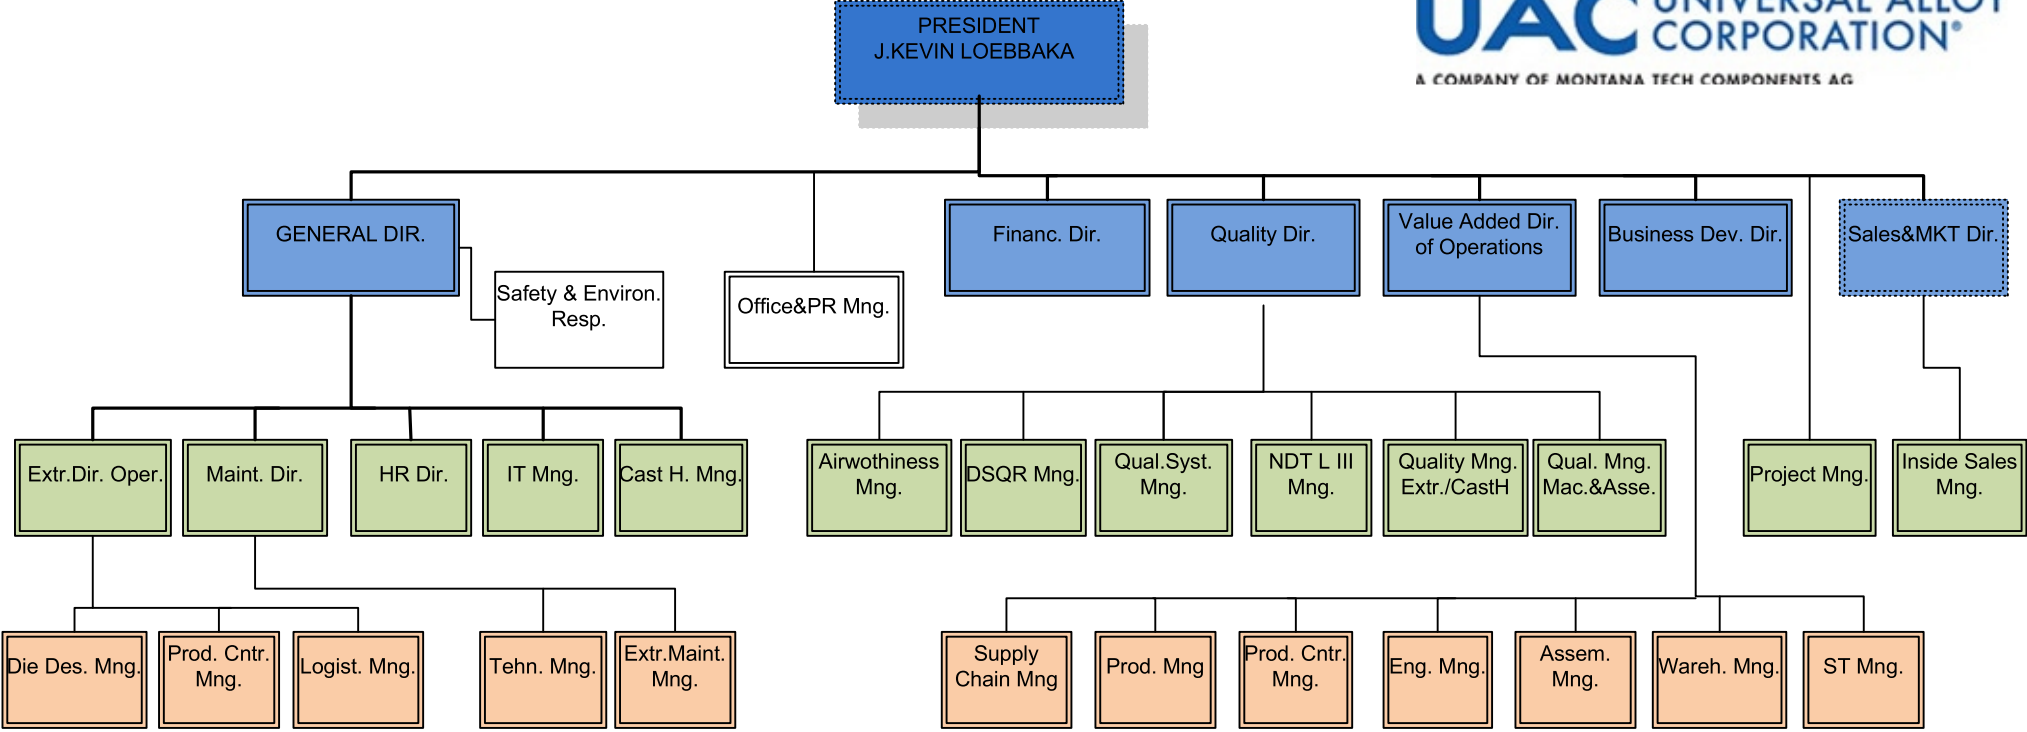 PRESIDENT
J.KEVIN LOEBBAKA
UAC UNIVERSAL ALLOY
CORPORATION®
A COMPANY OF MONTANA TECH COMPONENTS AG
GENERAL DIR.
Safety & Environ.
Resp.
Office&PR Mng.
Financ. Dir.
Quality Dir.
Value Added Dir.
of Operations
Business Dev. Dir.
Sales&MKT Dir.
Extr.Dir. Oper.
Maint. Dir.
HR Dir.
IT Mng.
Cast H. Mng.
Airwothiness
Mng.
DSQR Mng.
Qual.Syst.
Mng.
NDT L III
Mng.
Quality Mng.
Extr./CastH
Qual. Mng.
Mac.&Asse.
Project Mng.
Inside Sales
Mng.
Die Des. Mng.
Prod. Cntr.
Mng.
Logist. Mng.
Tehn. Mng.
Extr.Maint.
Mng.
Supply
Chain Mng
Prod. Mng
Prod. Cntr.
Mng.
Eng. Mng.
Assem.
Mng.
Wareh. Mng.
ST Mng.